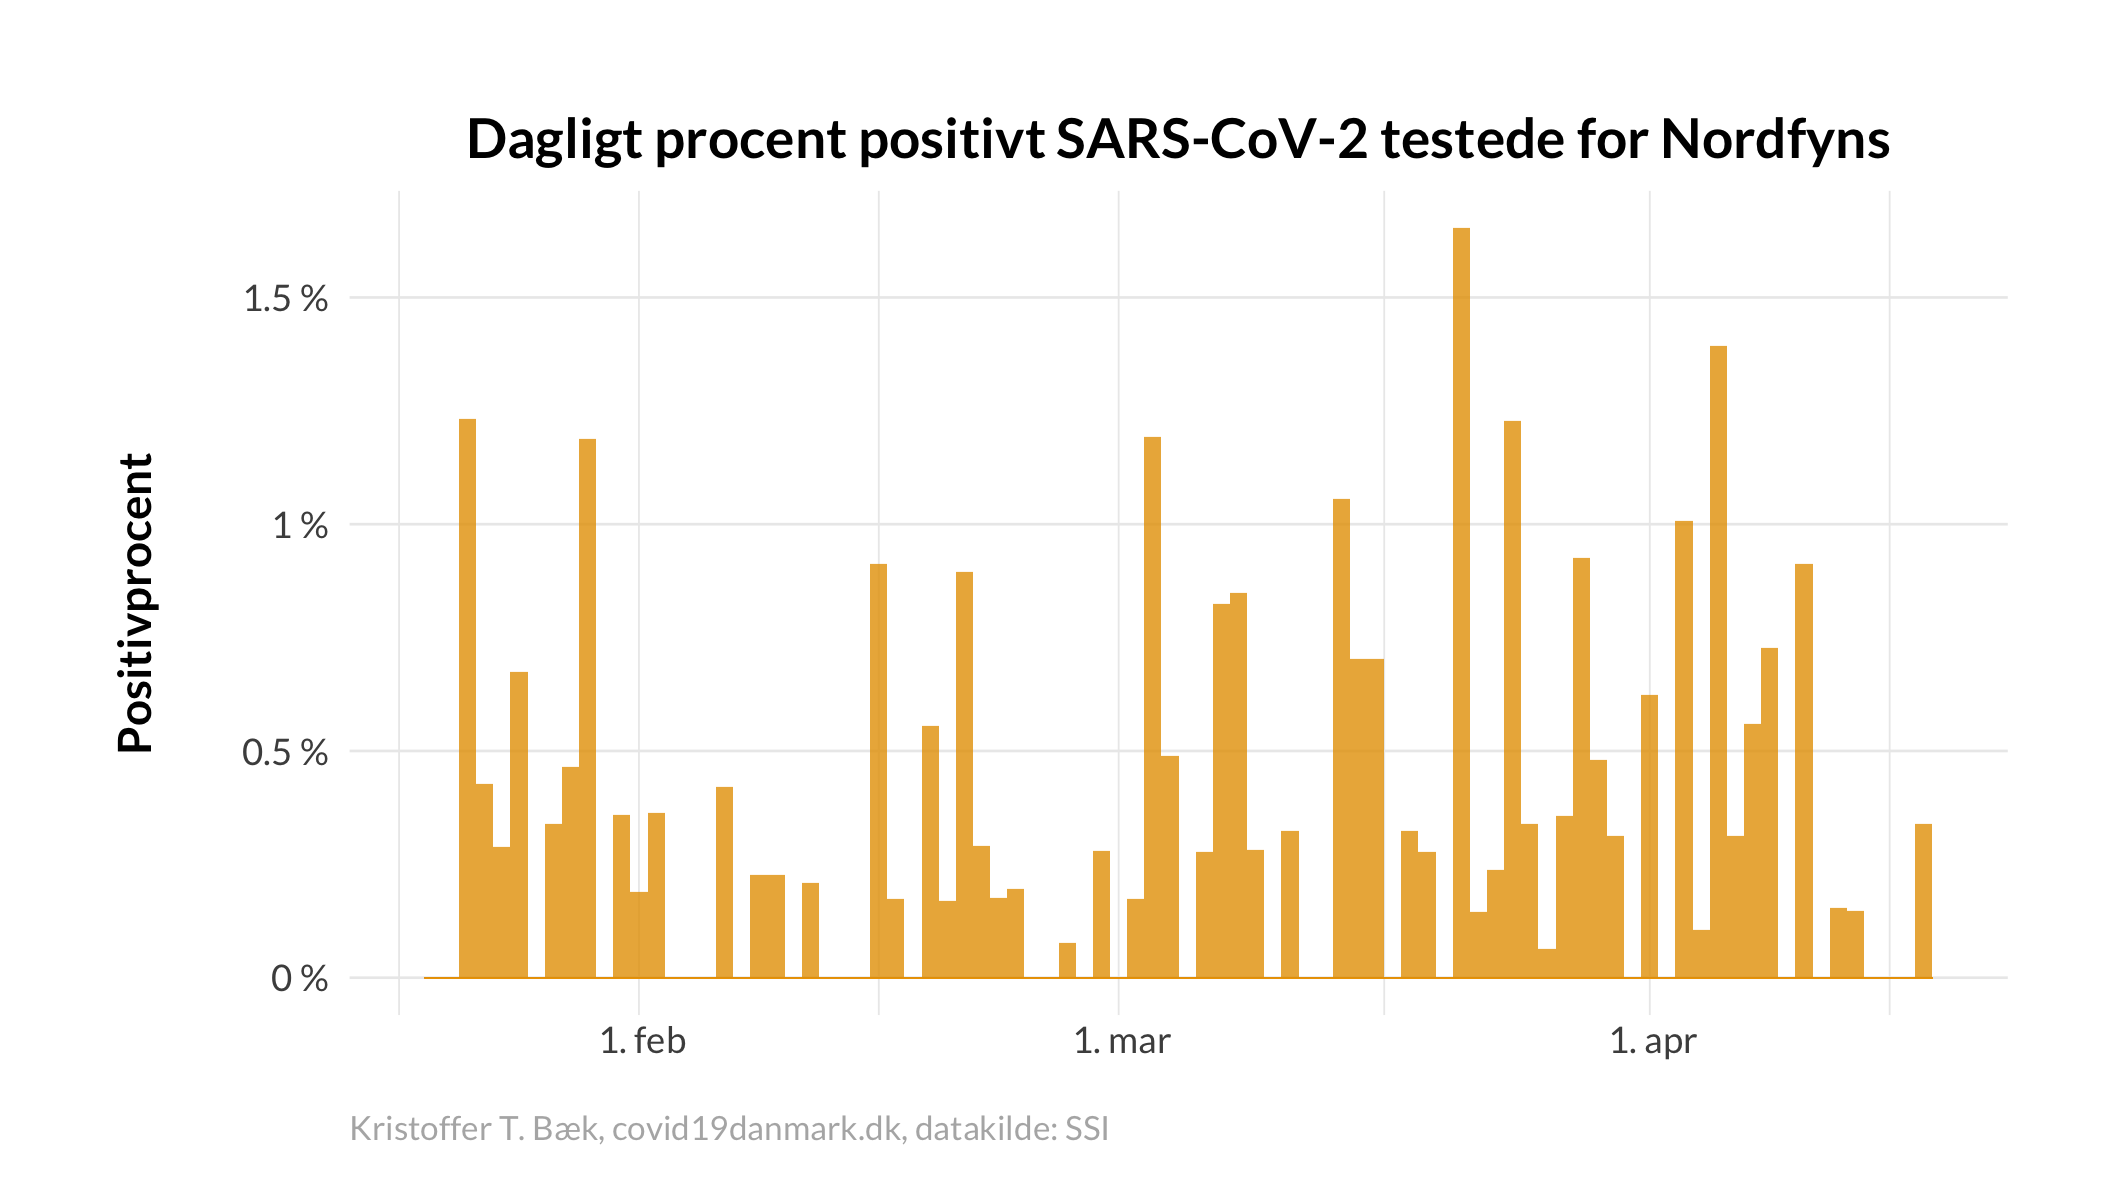 Dagligt procent positivt SARS-CoV-2 testede for Nordfyns
Positivprocent
1.5 %
1 %
0.5 %
0 %
1. feb
1. mar
1. apr
Kristoffer T. Bæk, covid19danmark.dk, datakilde: SSI